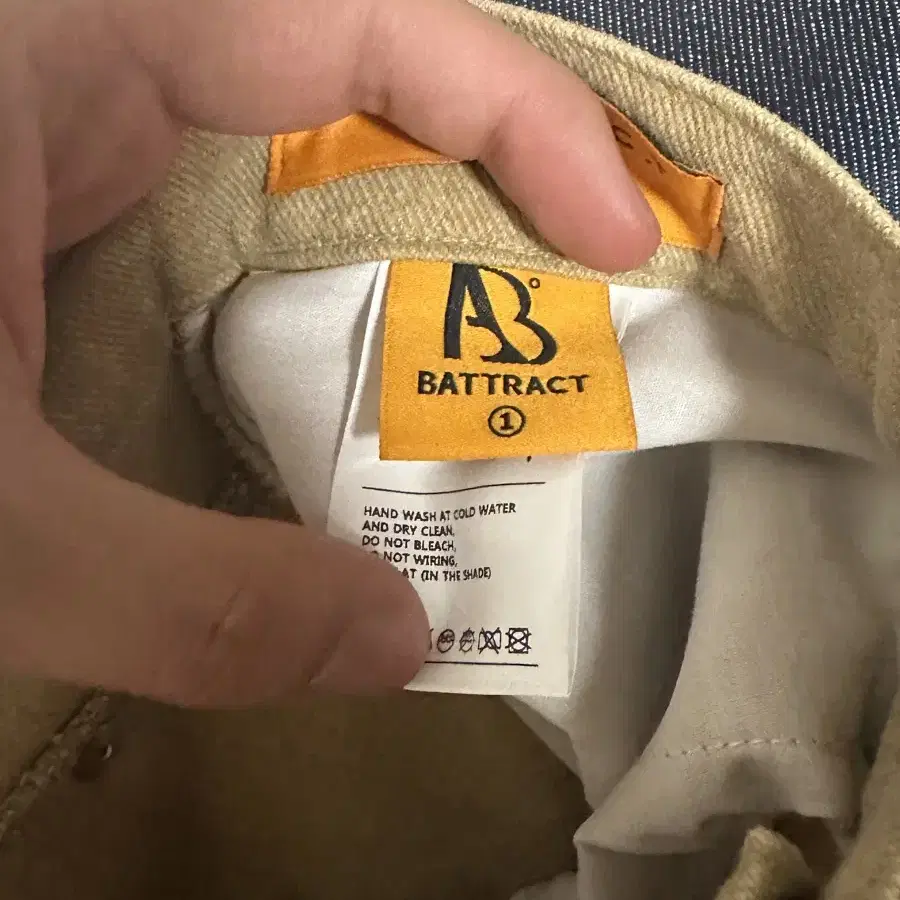 AB
BATTRACT
①
HAND WASH AT COLD WATER
AND DRY CLEAN,
DO NOT BLEACH,
NOT WIRING,
(IN THE SHADE)